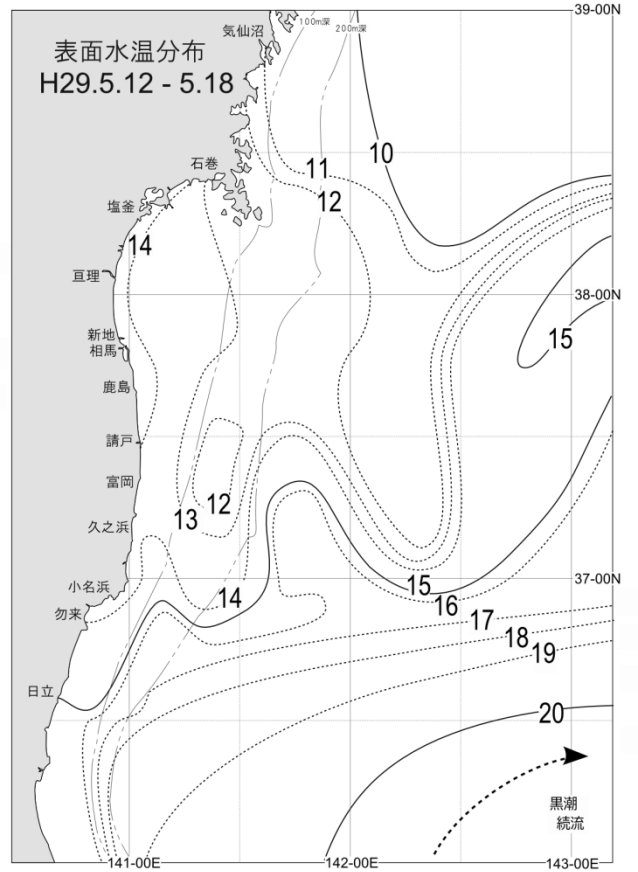 39-00N
気仙沼
100m深
200m深
表面水温分布
H29.5.12 - 5.18
10
石巻
11
12
塩釜
14
亘理
38-00N
新地
相馬
15
鹿島
請戸
富岡
12
13
久之浜
37-00N
小名浜
15
14
16
勿来
17
18
19
日立
20
黒潮
続流
141-00E
142-00E
143-00E